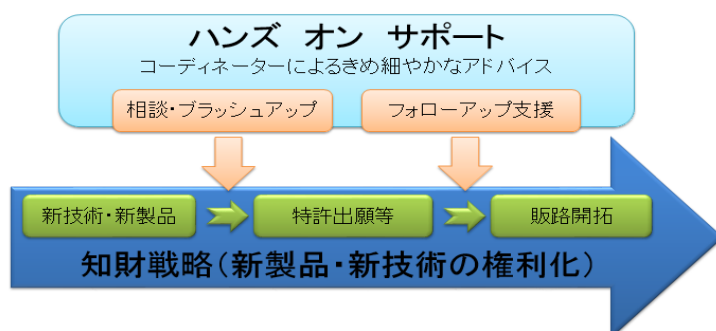 ハンズ オン サポート
コーディネーターによるきめ細やかなアドバイス
相談・ブラッシュアップ
フォローアップ支援
新技術・新製品
特許出願等
販路開拓
知財戦略(新製品・新技術の権利化)